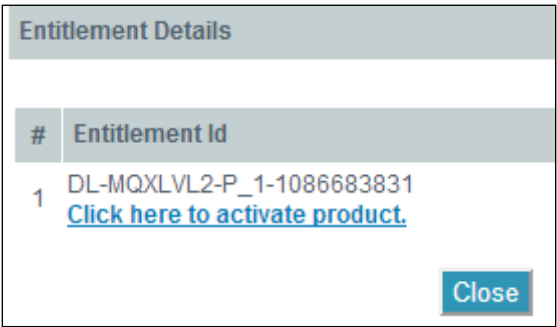 Entitlement Details
# Entitlement Id
1 DL-MQXLVL2-P_1-1086683831
Click here to activate product.
Close